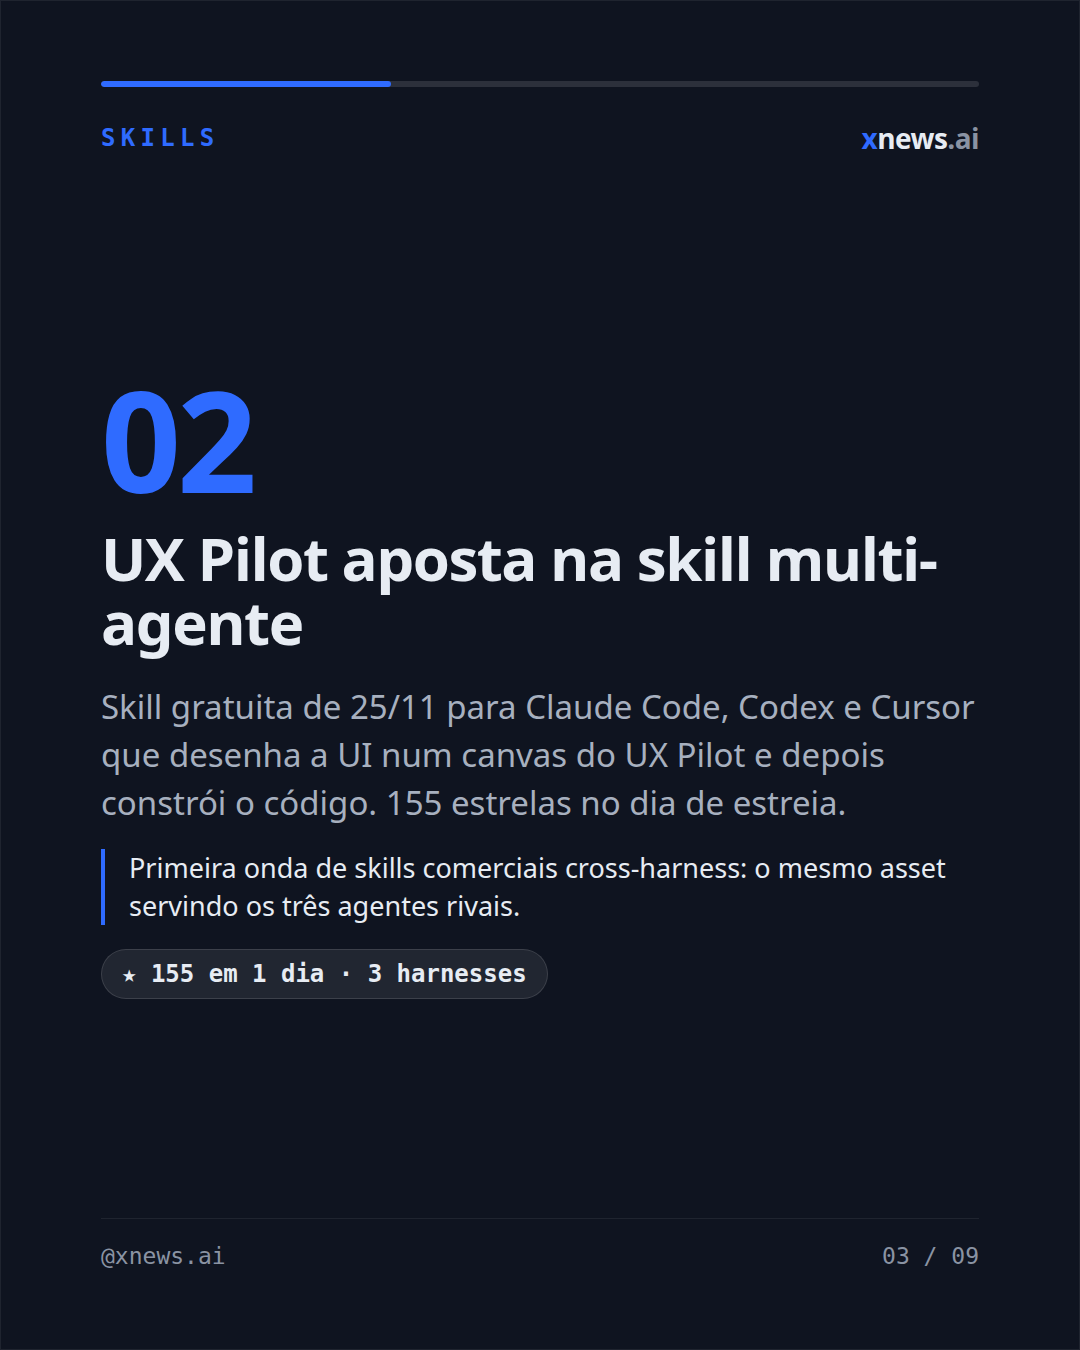 SKILLS
xnews.ai
02
UX Pilot aposta na skill multi-
agente
Skill gratuita de 25/11 para Claude Code, Codex e Cursor
que desenha a UI num canvas do UX Pilot e depois
constrói o código. 155 estrelas no dia de estreia.
Primeira onda de skills comerciais cross-harness: o mesmo asset
servindo os três agentes rivais.
★ 155 em 1 dia · 3 harnesses
@xnews.ai
03 / 09